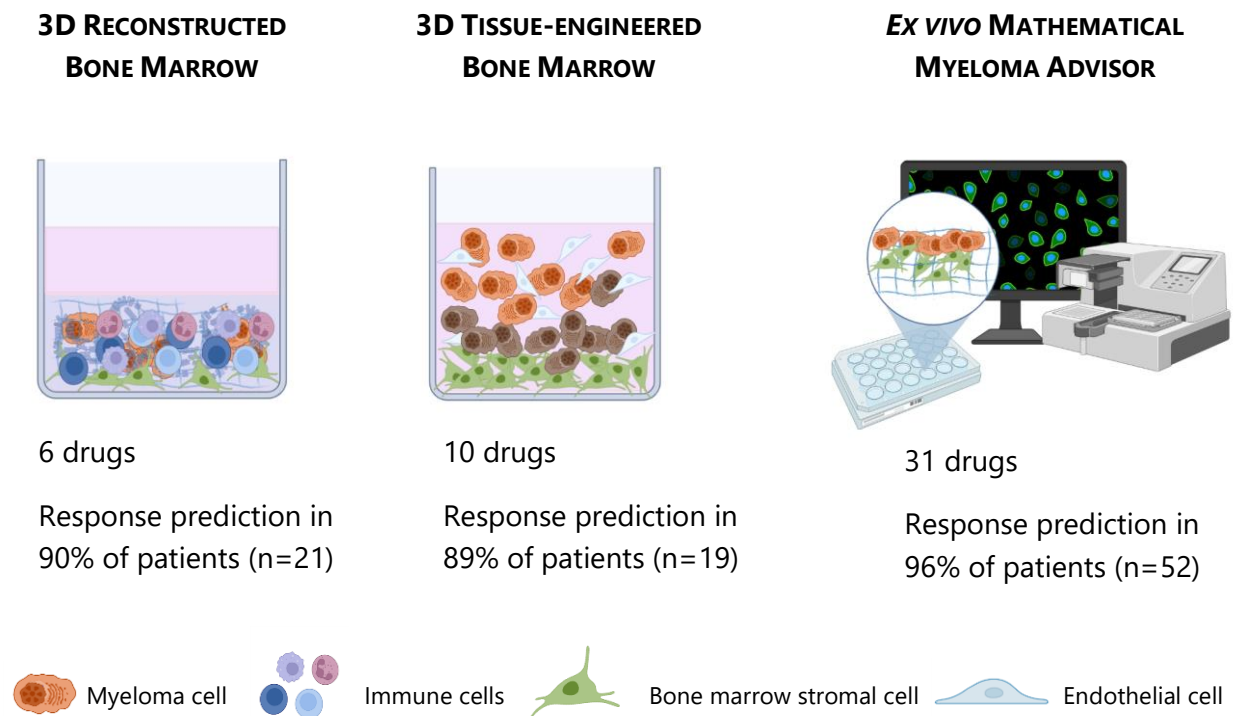 3D RECONSTRUCTED
BONE MARROW
6 drugs
Response prediction in
90% of patients (n=21)
3D TISSUE-ENGINEERED
BONE MARROW
10 drugs
Response prediction in
89% of patients (n=19)
EX VIVO MATHEMATICAL
MYELOMA ADVISOR
31 drugs
Response prediction in
96% of patients (n=52)
Myeloma cell
Immune cells
Bone marrow stromal cell
Endothelial cell